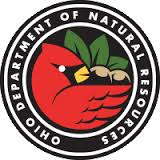 OHIO DEPARTMENT OF NATURAL RESOURCES